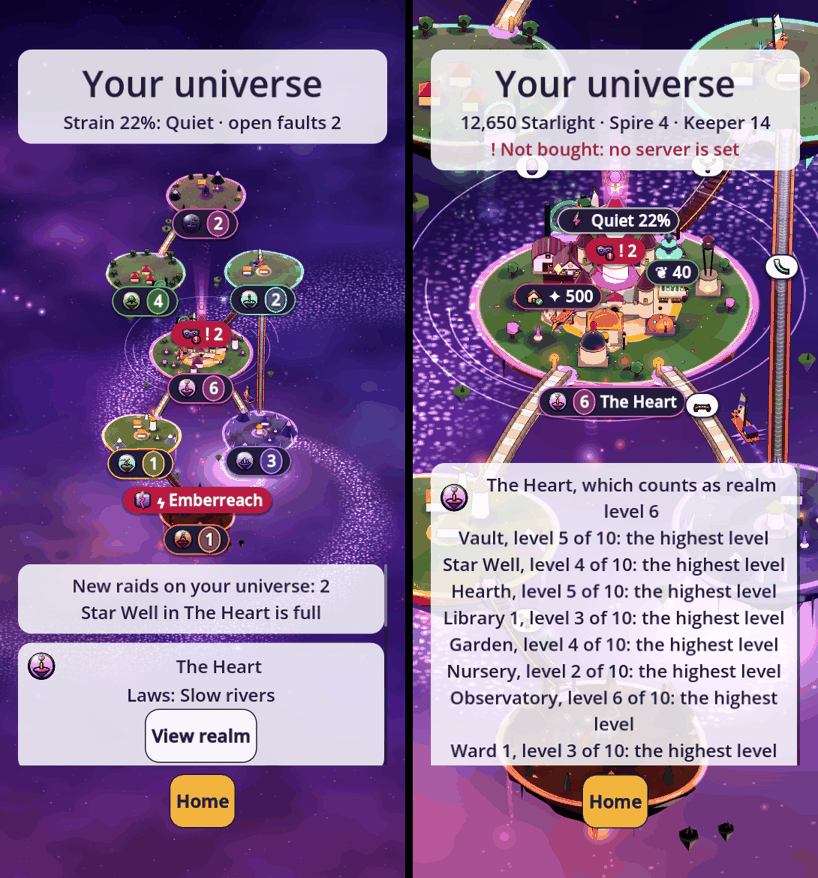 Your universe
Strain 22%: Quiet · open faults 2
2
4
2
! 2
6
1
3
Emberreach
1
New raids on your universe: 2
Star Well in The Heart is full
The Heart
Laws: Slow rivers
View realm
Home
Your universe
12,650 Starlight · Spire 4 · Keeper 14
! Not bought: no server is set
Quiet 22%
! 2
40
500
6 The Heart
The Heart, which counts as realm
level 6
Vault, level 5 of 10: the highest level
Star Well, level 4 of 10: the highest level
Hearth, level 5 of 10: the highest level
Library 1, level 3 of 10: the highest level
Garden, level 4 of 10: the highest level
Nursery, level 2 of 10: the highest level
Observatory, level 6 of 10: the highest
level
Ward 1, level 3 of 10: the highest level
Home